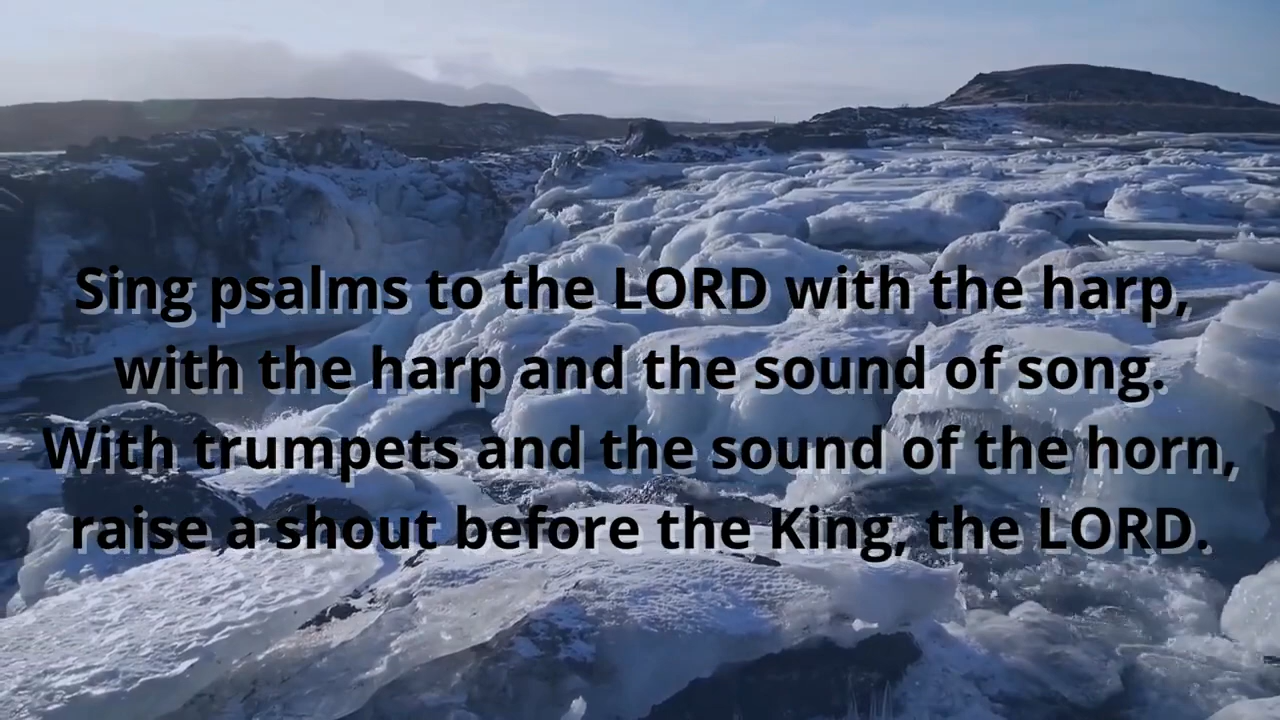 Sing psalms to the LORD with the harp,
with the harp and the sound of song.
With trumpets and the sound of the horn,
raise a shout before the King, the LORD.